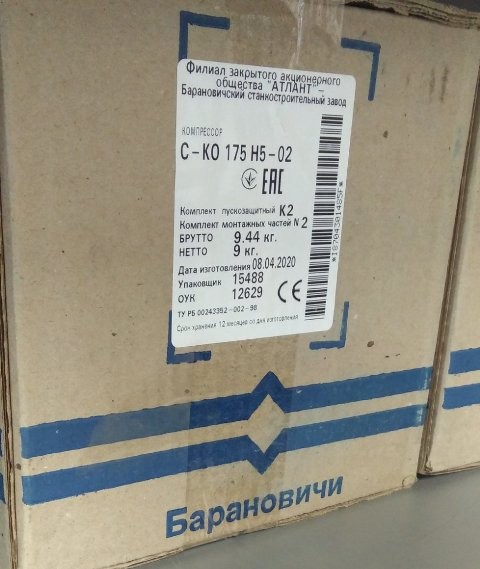 Филиал закрытого акционерного
общества "АТЛАНТ" –
Барановичский станкостроительный завод
КОМПРЕССОР
С-КО 175 Н5-02
EAC
Комплект пускозащитный К2
Комплект монтажных частей N 2
БРУТТО 9.44 кг.
НЕТТО 9 кг.
Дата изготовления 08.04.2020
Упаковщик 15488
ОУК 12629
CE
ТУ РБ 00243352-002-98
Срок хранения 12 месяцев со дня изготовления
Барановичи